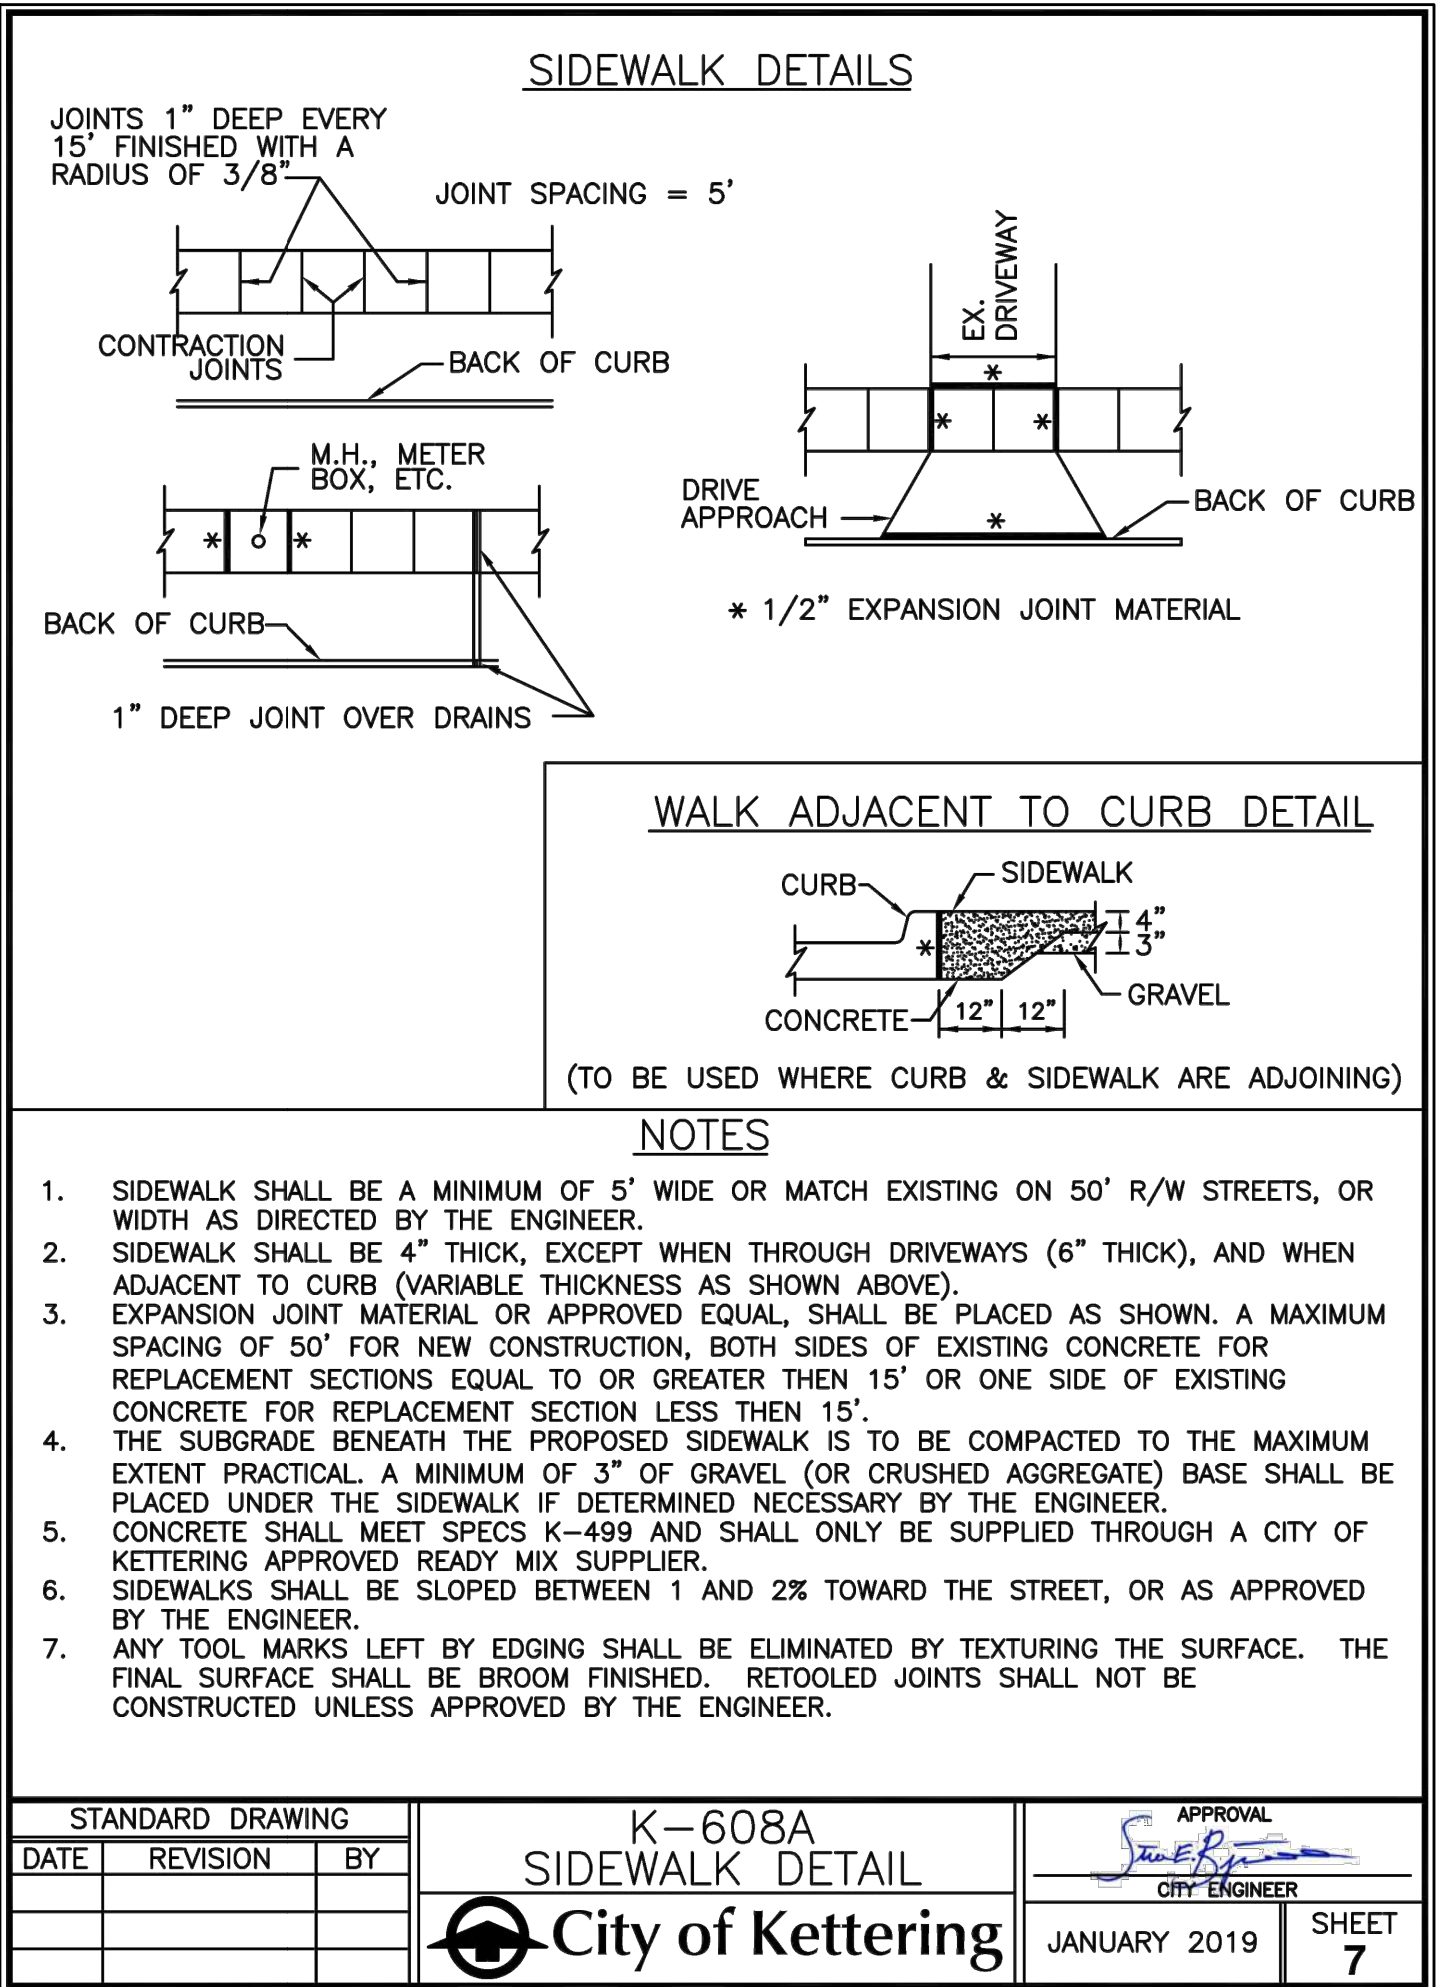 SIDEWALK DETAILS
JOINTS 1” DEEP EVERY
15’ FINISHED WITH A
RADIUS OF 3/8”
JOINT SPACING = 5’
CONTRACTION
JOINTS
BACK OF CURB
EX.
DRIVEWAY
*
*
*
DRIVE
APPROACH
*
BACK OF CURB
* 1/2” EXPANSION JOINT MATERIAL
M.H., METER
BOX, ETC.
*
*
BACK OF CURB
1” DEEP JOINT OVER DRAINS
WALK ADJACENT TO CURB DETAIL
CURB
SIDEWALK
4”
3”
*
GRAVEL
CONCRETE
12”
12”
(TO BE USED WHERE CURB & SIDEWALK ARE ADJOINING)
NOTES
1. SIDEWALK SHALL BE A MINIMUM OF 5’ WIDE OR MATCH EXISTING ON 50’ R/W STREETS, OR
WIDTH AS DIRECTED BY THE ENGINEER.
2. SIDEWALK SHALL BE 4” THICK, EXCEPT WHEN THROUGH DRIVEWAYS (6” THICK), AND WHEN
ADJACENT TO CURB (VARIABLE THICKNESS AS SHOWN ABOVE).
3. EXPANSION JOINT MATERIAL OR APPROVED EQUAL, SHALL BE PLACED AS SHOWN. A MAXIMUM
SPACING OF 50’ FOR NEW CONSTRUCTION, BOTH SIDES OF EXISTING CONCRETE FOR
REPLACEMENT SECTIONS EQUAL TO OR GREATER THEN 15’ OR ONE SIDE OF EXISTING
CONCRETE FOR REPLACEMENT SECTION LESS THEN 15’.
4. THE SUBGRADE BENEATH THE PROPOSED SIDEWALK IS TO BE COMPACTED TO THE MAXIMUM
EXTENT PRACTICAL. A MINIMUM OF 3” OF GRAVEL (OR CRUSHED AGGREGATE) BASE SHALL BE
PLACED UNDER THE SIDEWALK IF DETERMINED NECESSARY BY THE ENGINEER.
5. CONCRETE SHALL MEET SPECS K-499 AND SHALL ONLY BE SUPPLIED THROUGH A CITY OF
KETTERING APPROVED READY MIX SUPPLIER.
6. SIDEWALKS SHALL BE SLOPED BETWEEN 1 AND 2% TOWARD THE STREET, OR AS APPROVED
BY THE ENGINEER.
7. ANY TOOL MARKS LEFT BY EDGING SHALL BE ELIMINATED BY TEXTURING THE SURFACE. THE
FINAL SURFACE SHALL BE BROOM FINISHED. RETOOLED JOINTS SHALL NOT BE
CONSTRUCTED UNLESS APPROVED BY THE ENGINEER.
STANDARD DRAWING
DATE REVISION BY
K-608A
SIDEWALK DETAIL
City of Kettering
APPROVAL
CITY ENGINEER
JANUARY 2019
SHEET
7